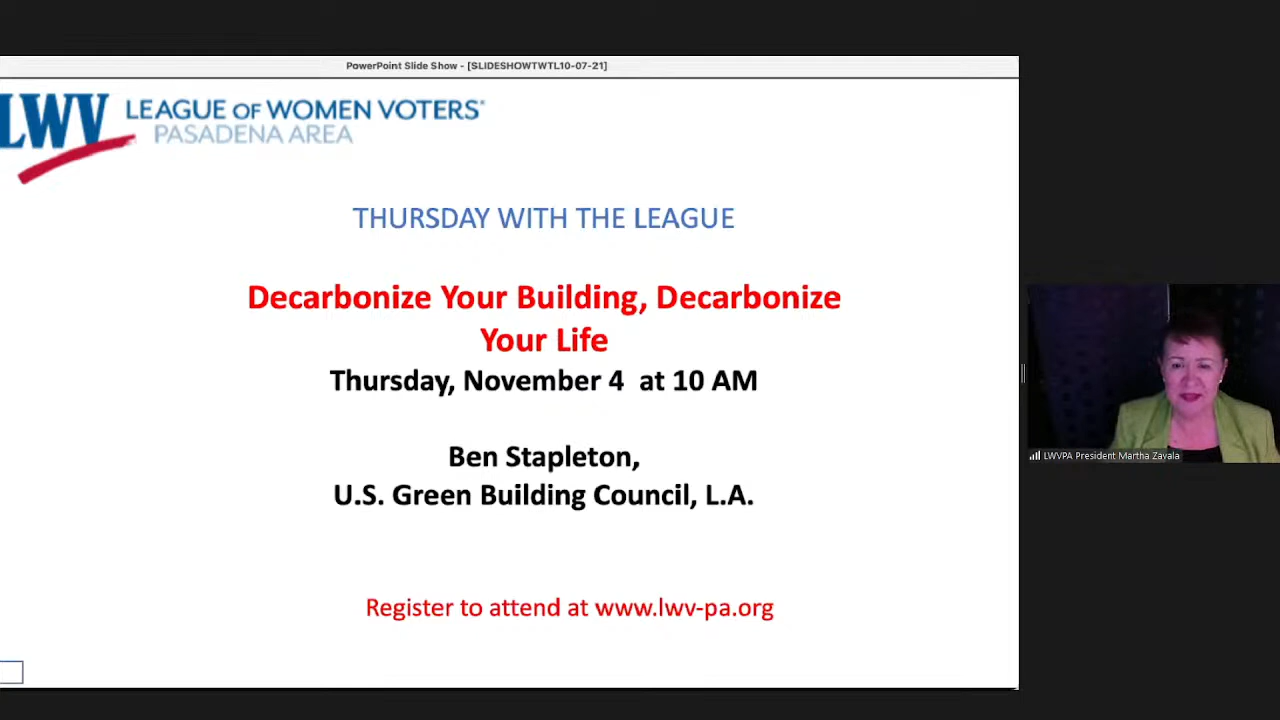 PowerPoint Slide Show - [SLIDESHOWTWTL10-07-21]
LWV LEAGUE OF WOMEN VOTERS®
PASADENA AREA
THURSDAY WITH THE LEAGUE
Decarbonize Your Building, Decarbonize
Your Life
Thursday, November 4 at 10 AM
Ben Stapleton,
U.S. Green Building Council, L.A.
Register to attend at www.lwv-pa.org
LWVPA President Martha Zavala